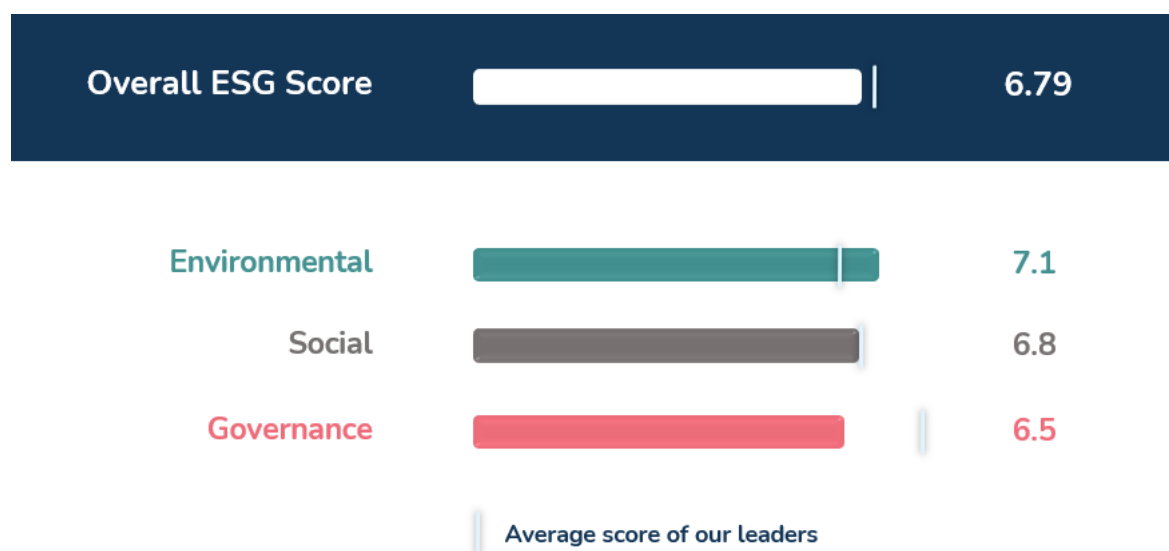 Overall ESG Score 6.79
Environmental 7.1
Social 6.8
Governance 6.5
Average score of our leaders